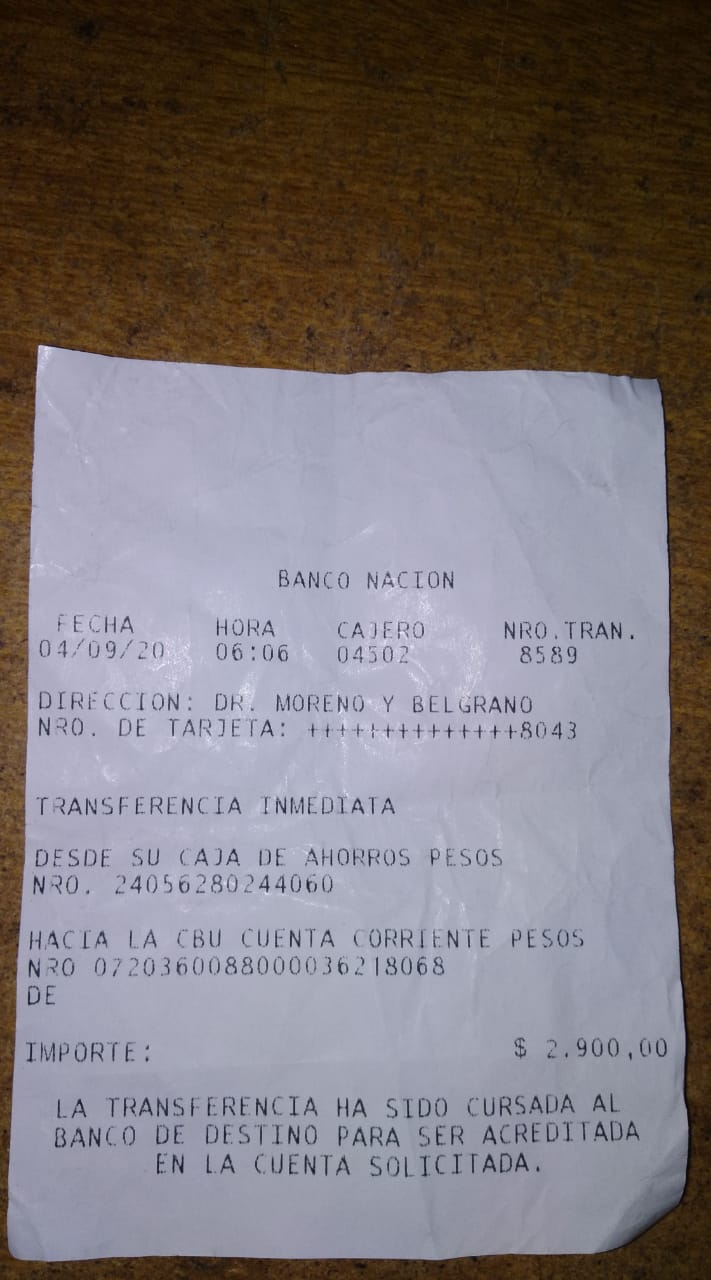 BANCO NACION
FECHA HORA CAJERO NRO.TRAN.
04/09/20 06:06 04502 8589
DIRECCION: DR. MORENO Y BELGRANO
NRO. DE TARJETA: +++++++++++++++8043
TRANSFERENCIA INMEDIATA
DESDE SU CAJA DE AHORROS PESOS
NRO. 24056280244060
HACIA LA CBU CUENTA CORRIENTE PESOS
NRO 0720360088000036218068
DE
IMPORTE: $ 2.900,00
LA TRANSFERENCIA HA SIDO CURSADA AL
BANCO DE DESTINO PARA SER ACREDITADA
EN LA CUENTA SOLICITADA.